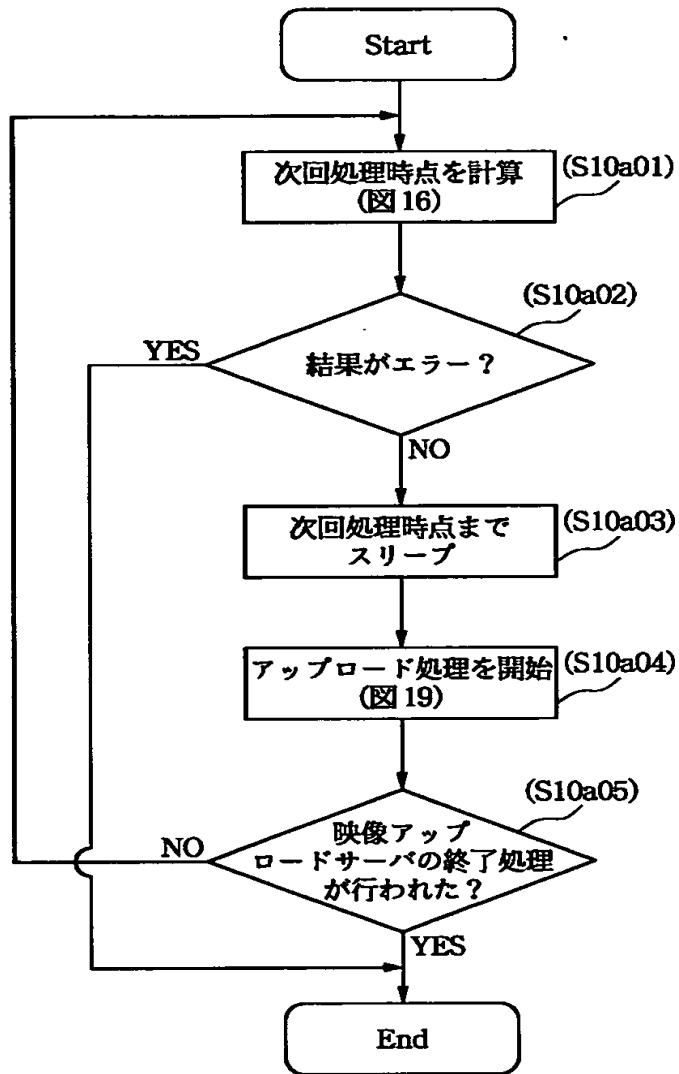 Start
次回処理時点を計算
(図16)
(S10a01)
(S10a02)
YES
結果がエラー?
NO
次回処理時点まで
スリープ
(S10a03)
アップロード処理を開始
(図19)
(S10a04)
(S10a05)
NO
映像アップ
ロードサーバの終了処理
が行われた?
YES
End